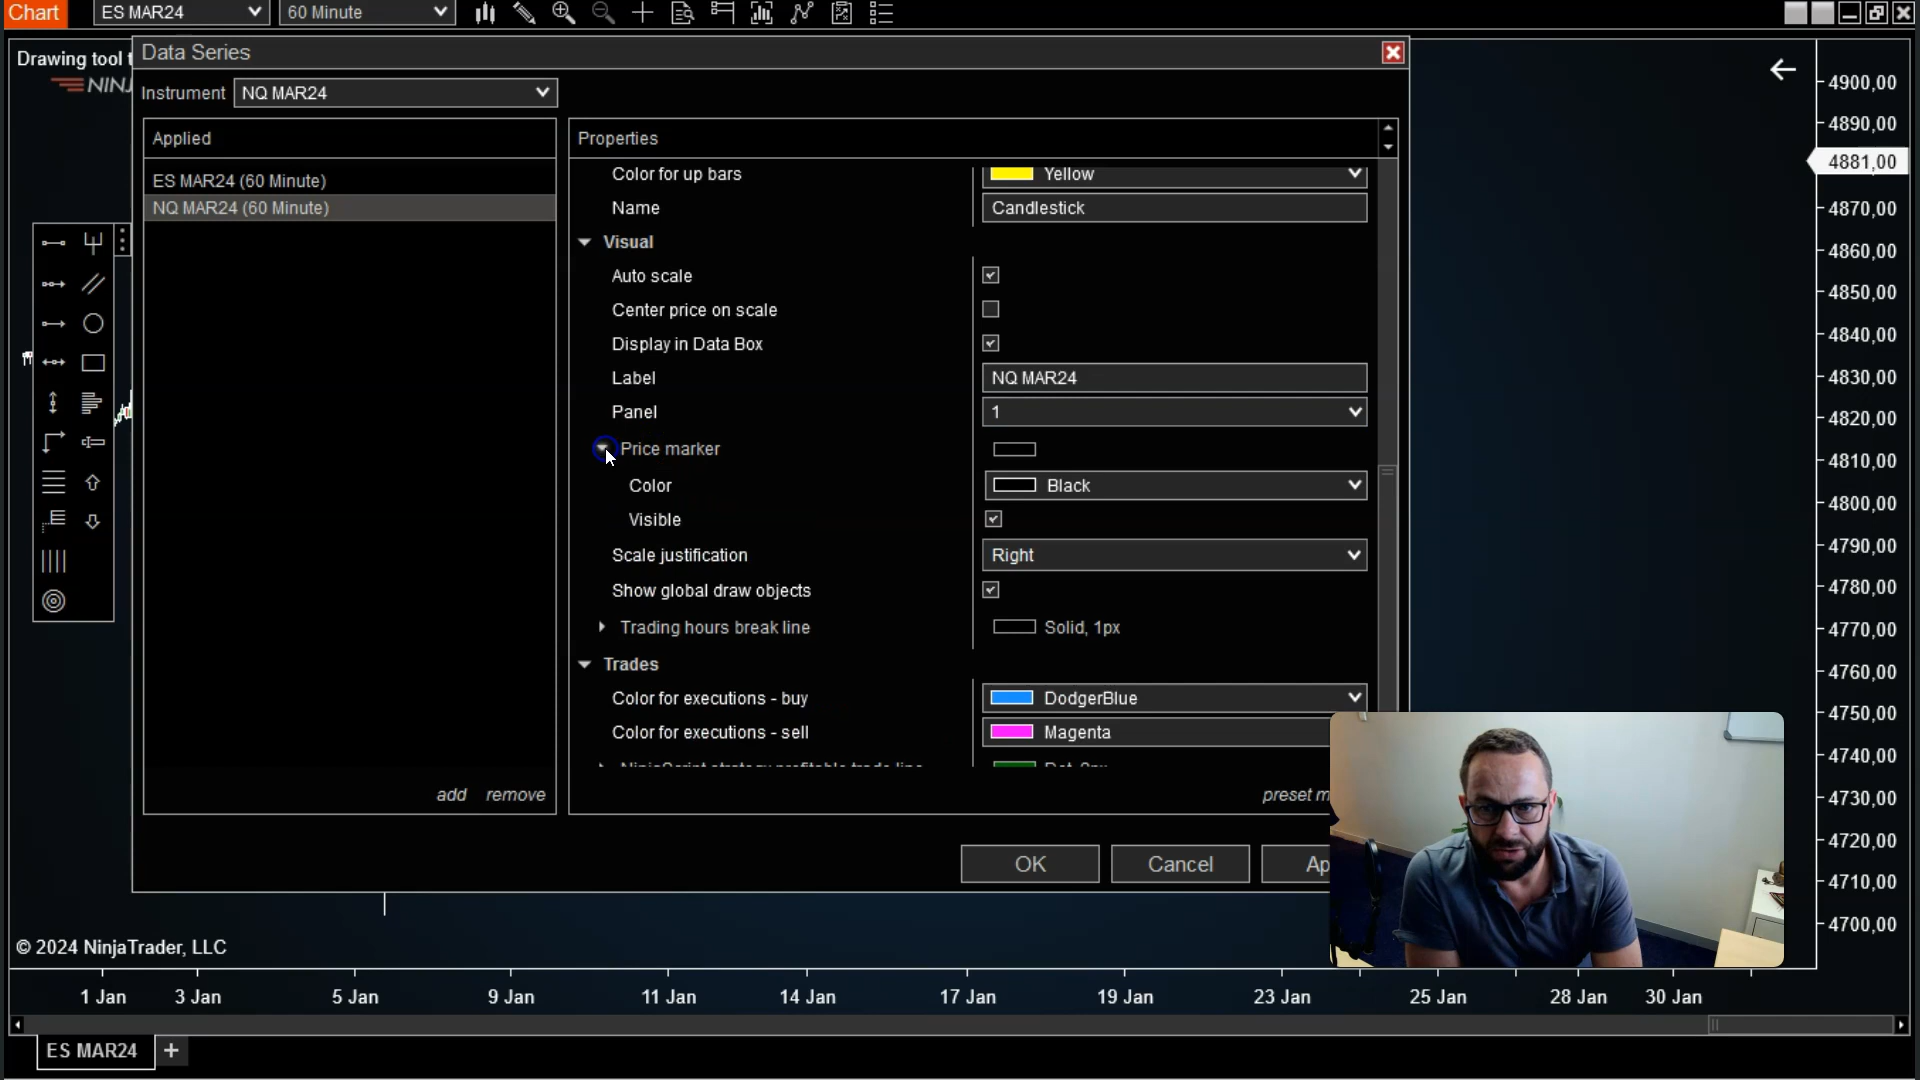 Chart
ES MAR24
60 Minute
Drawing tool
Data Series
Instrument
NQ MAR24
Applied
ES MAR24 (60 Minute)
NQ MAR24 (60 Minute)
add
remove
Properties
Color for up bars
Yellow
Name
Candlestick
Visual
Auto scale
Center price on scale
Display in Data Box
Label
NQ MAR24
Panel
1
Price marker
Color
Black
Visible
Scale justification
Right
Show global draw objects
Trading hours break line
Solid, 1px
Trades
Color for executions - buy
DodgerBlue
Color for executions - sell
Magenta
preset
OK
Cancel
4900,00
4890,00
4881,00
4870,00
4860,00
4850,00
4840,00
4830,00
4820,00
4810,00
4800,00
4790,00
4780,00
4770,00
4760,00
4750,00
4740,00
4730,00
4720,00
4710,00
4700,00
© 2024 NinjaTrader, LLC
1 Jan
3 Jan
5 Jan
9 Jan
11 Jan
14 Jan
17 Jan
19 Jan
23 Jan
25 Jan
28 Jan
30 Jan
ES MAR24
+